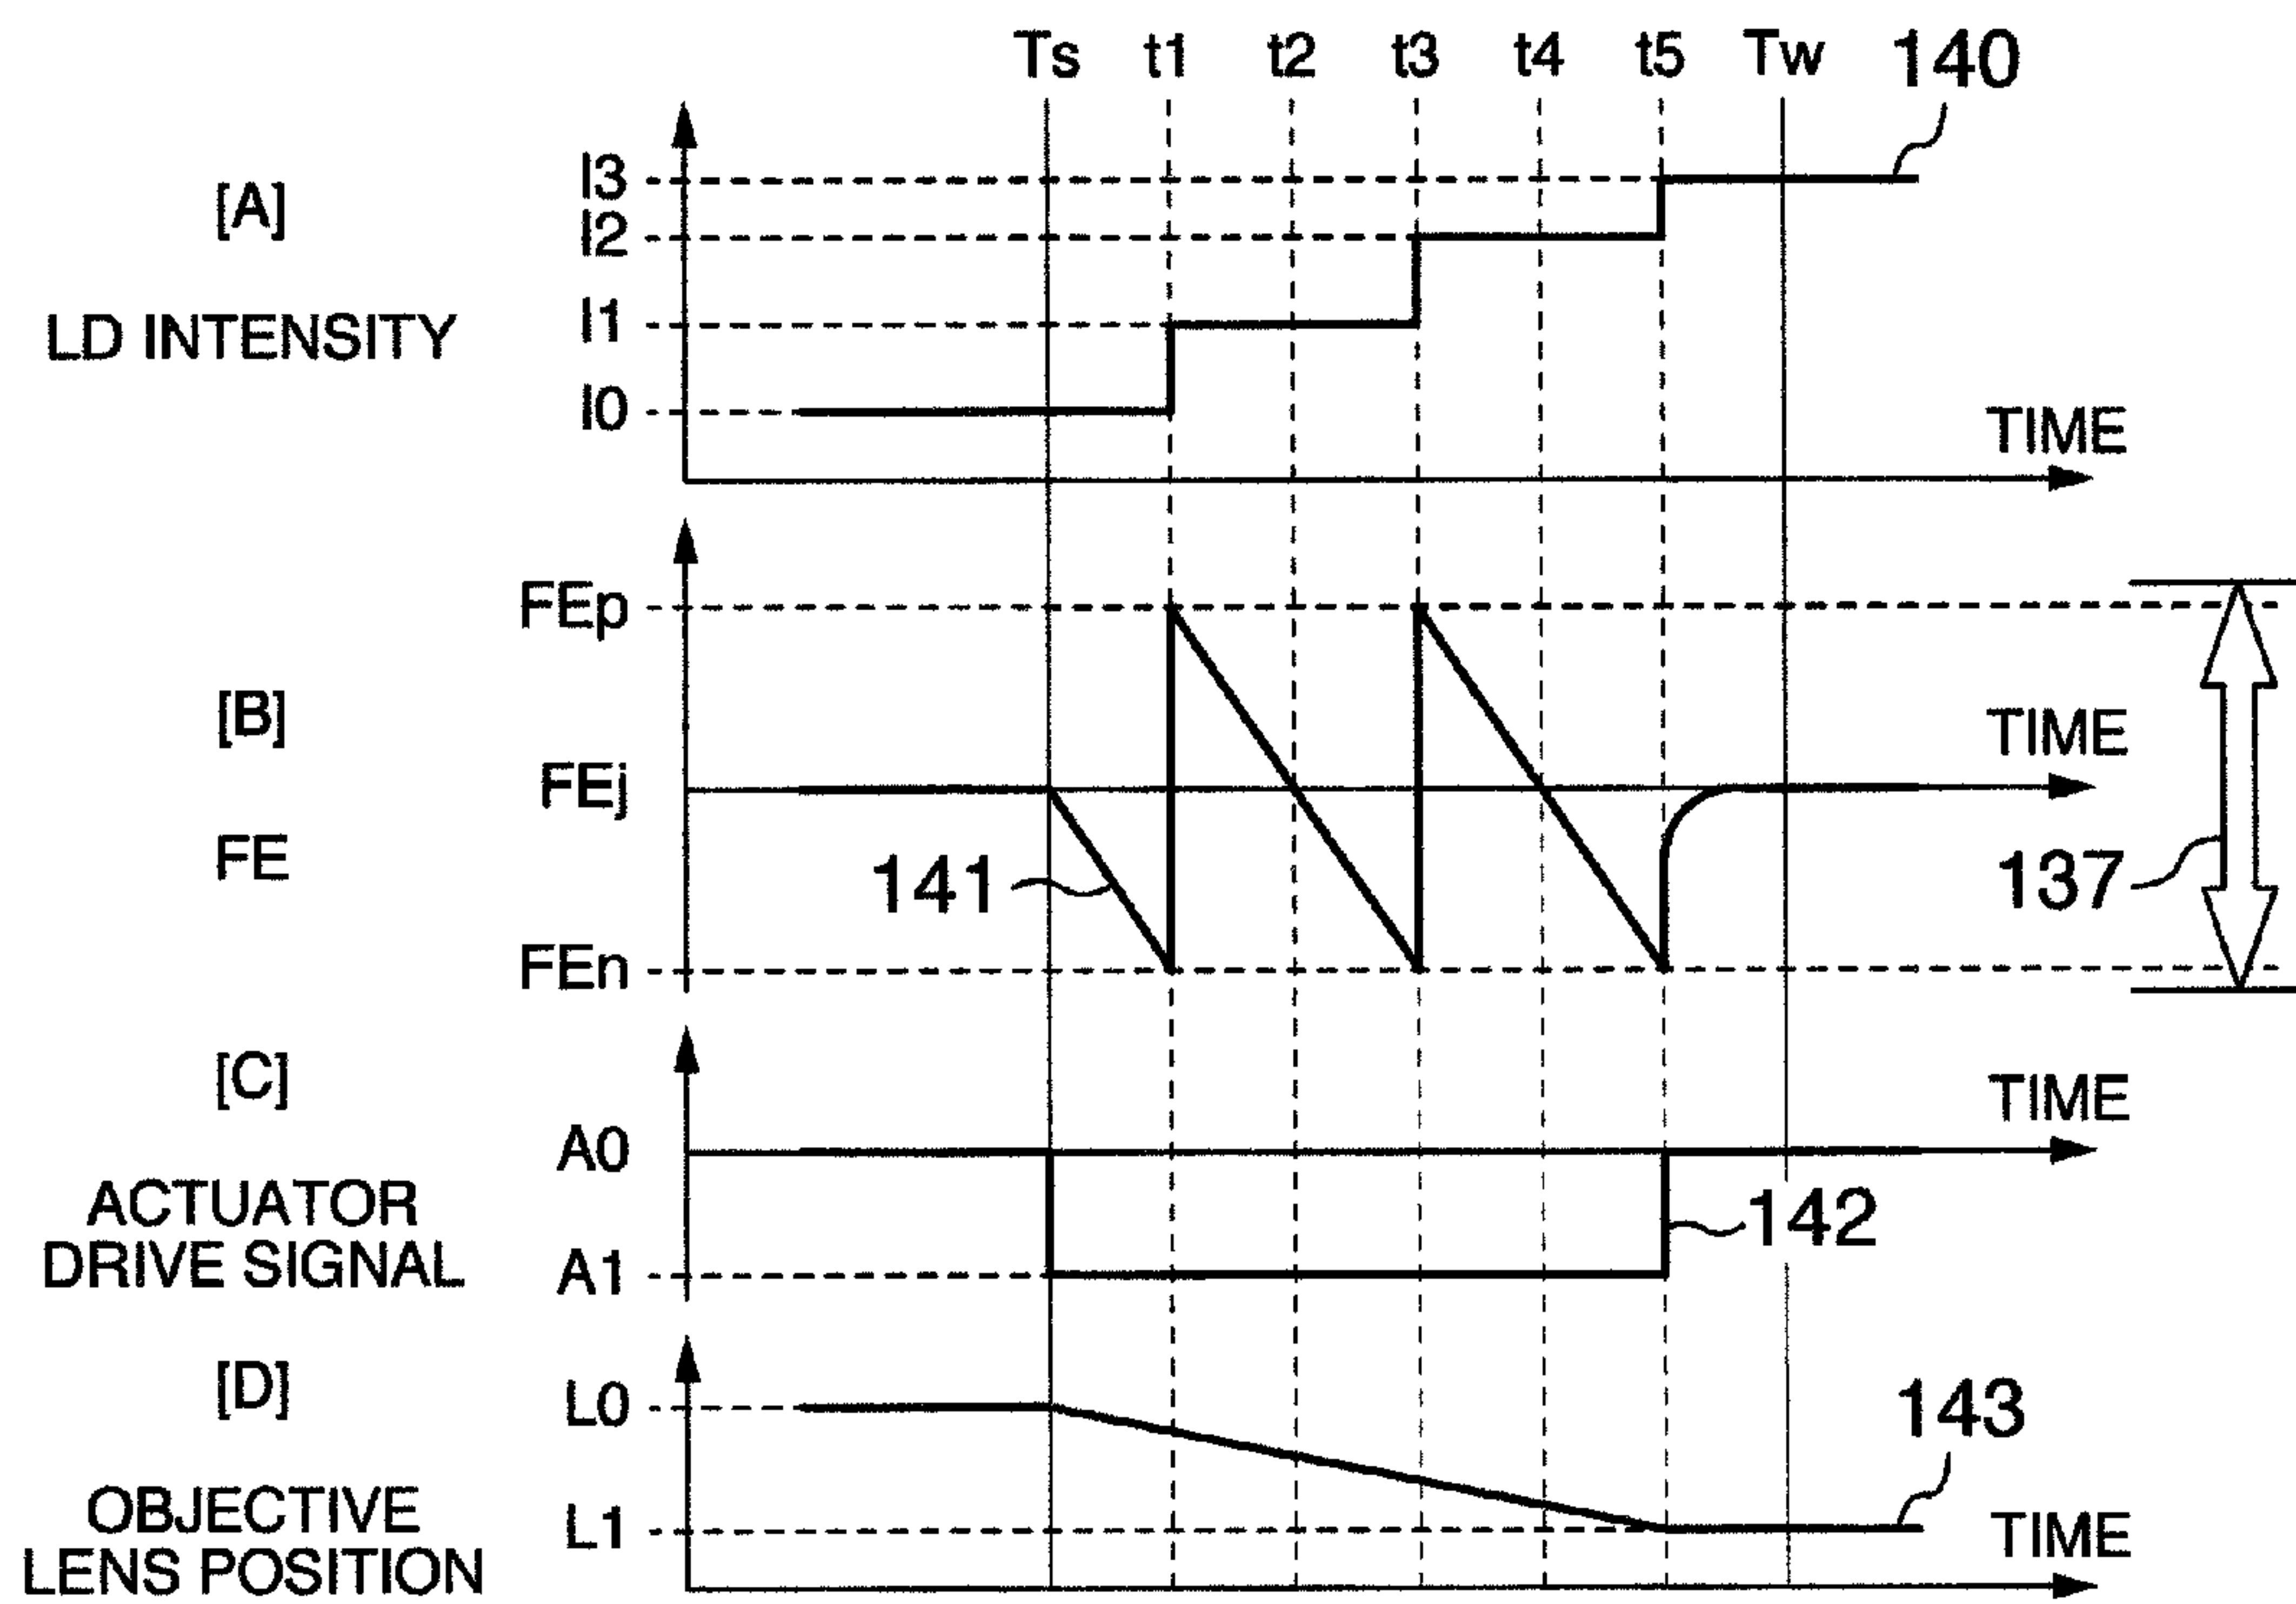 Ts t1 t2 t3 t4 t5 Tw 140
I3
[A]
I2
LD INTENSITY
I1
I0
TIME
FEp
[B]
TIME
FEj
FE
141
137
FEn
[C]
TIME
A0
ACTUATOR
DRIVE SIGNAL
142
A1
[D]
L0
143
OBJECTIVE
LENS POSITION
L1
TIME